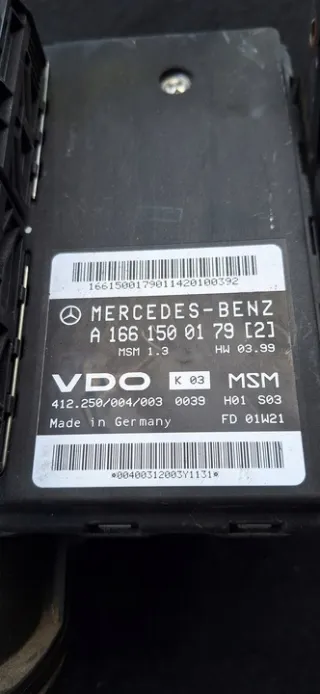 1661500179011420100392
MERCEDES-BENZ
A 166 150 01 79 [2]
MSM 1.3 HW 03.99
VDO K 03 MSM
412.250/004/003 0039 H01 S03
Made in Germany FD 01W21
*00400312003Y1131*